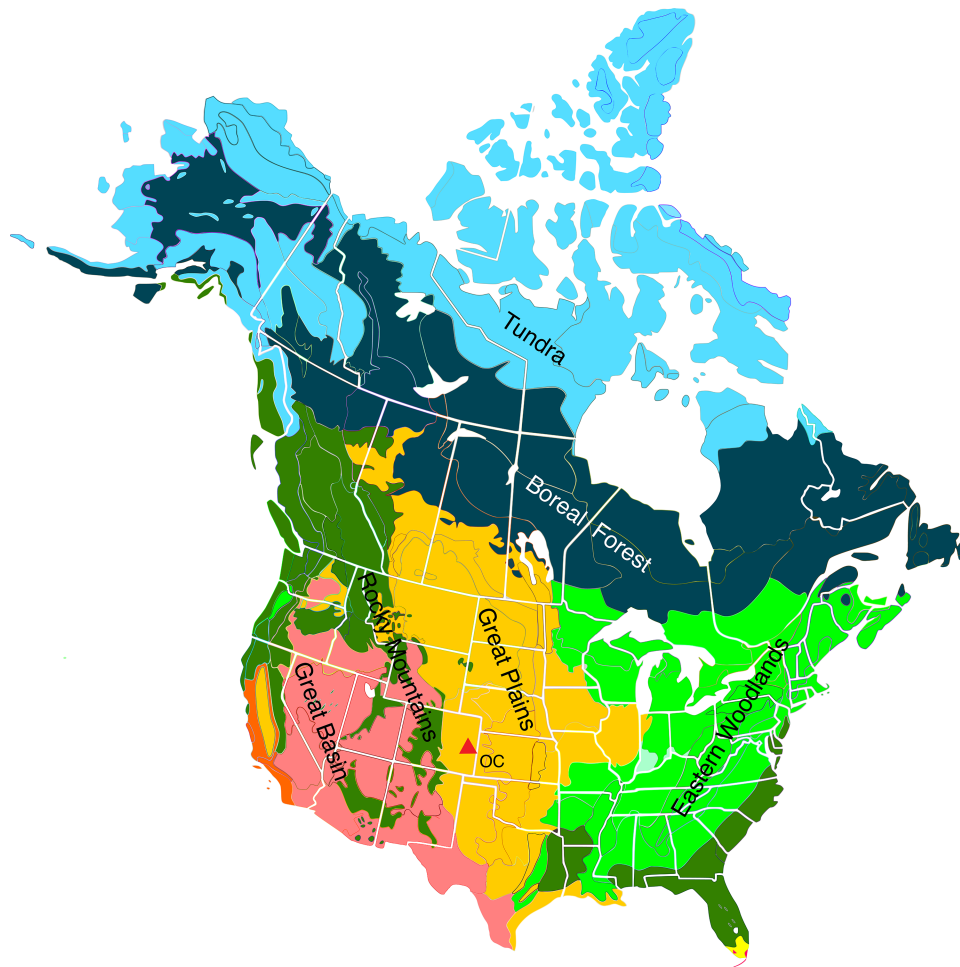 Tundra
Boreal Forest
Rocky Mountains
Great Plains
Great Basin
Eastern Woodlands
OC